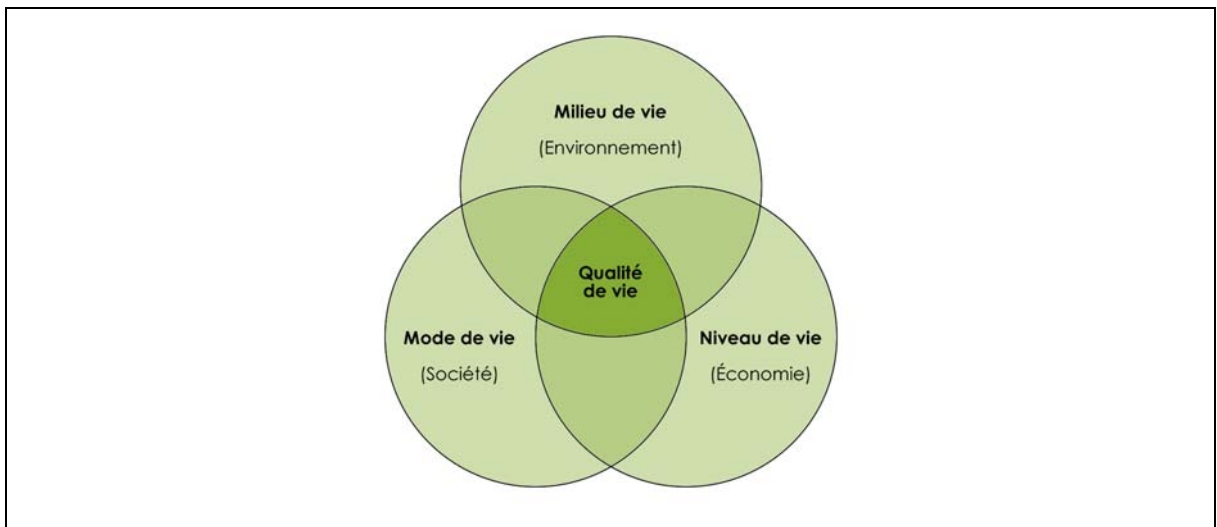 Milieu de vie
(Environnement)
Qualité
de vie
Mode de vie
(Société)
Niveau de vie
(Économie)